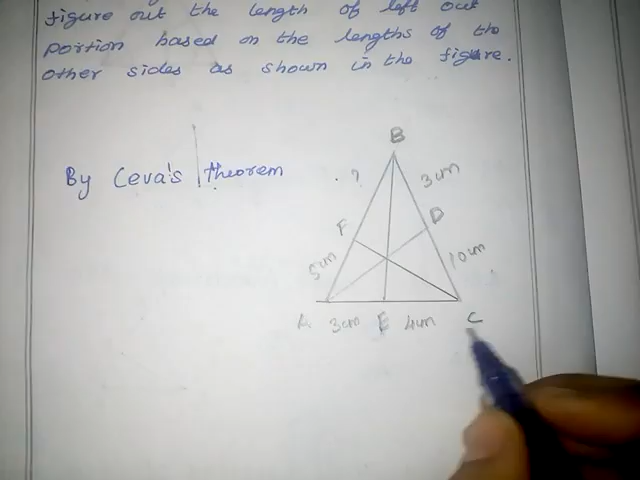 figure out the length of left out
portion based on the lengths of the
other sides as shown in the figure.
By Ceva's theorem
B
?
3cm
F
D
5cm
10cm
A 3cm E 4cm C